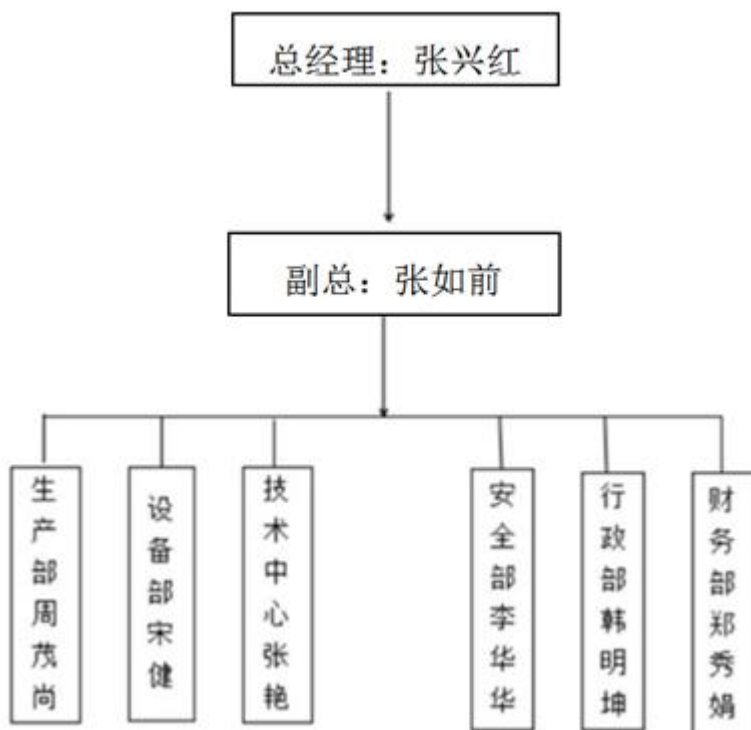 总经理：张兴红
副总：张如前
生产部周茂尚
设备部宋健
技术中心张艳
安全部李华华
行政部韩明坤
财务部郑秀娟